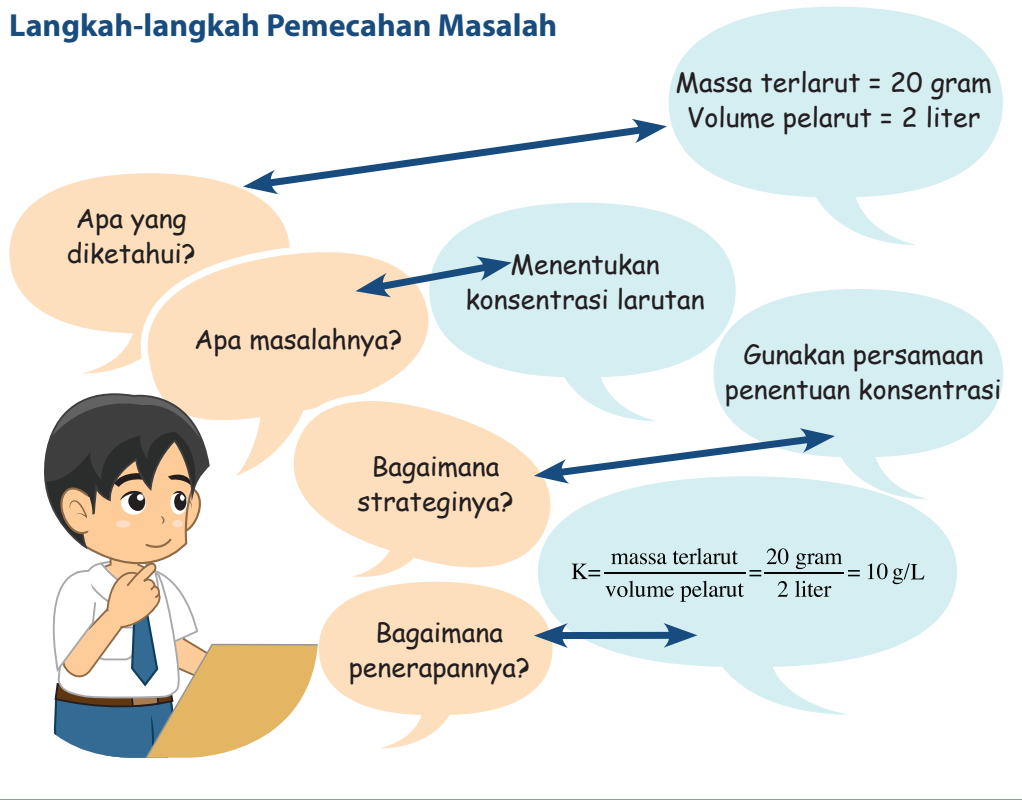 Langkah-langkah Pemecahan Masalah
Massa terlarut = 20 gram
Volume pelarut = 2 liter
Apa yang
diketahui?
Menentukan
konsentrasi larutan
Apa masalahnya?
Gunakan persamaan
penentuan konsentrasi
Bagaimana
strateginya?
K= massa terlarut / volume pelarut = 20 gram / 2 liter = 10 g/L
Bagaimana
penerapannya?